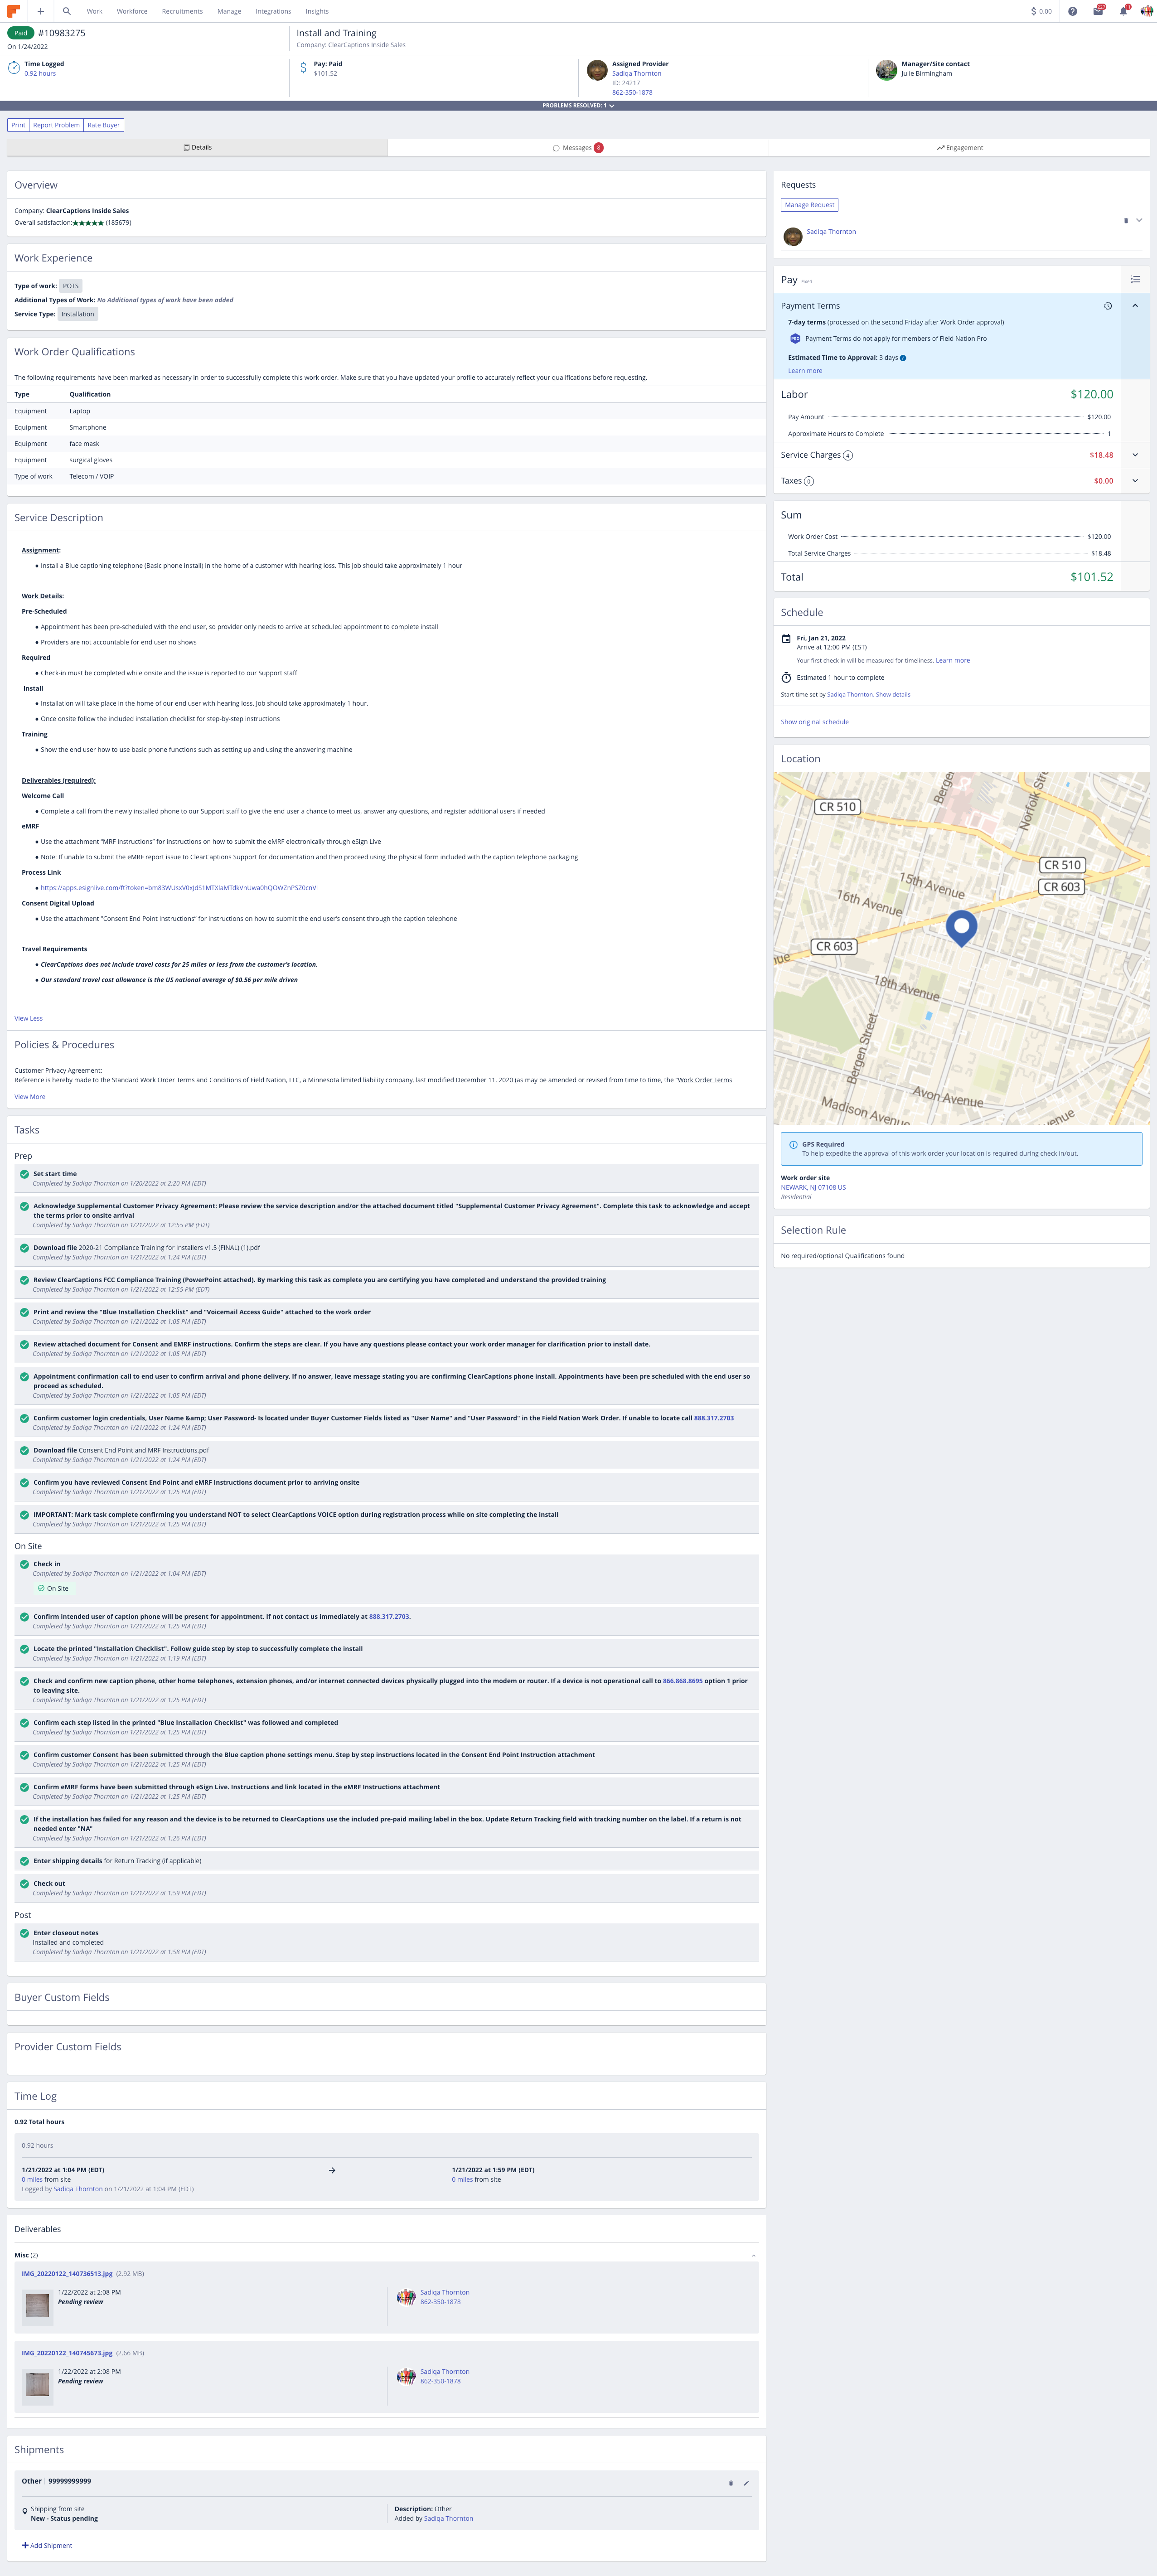 Work Workforce Recruitments Manage Integrations Insights
$ 0.00
Paid #10983275
On 1/24/2022
Install and Training
Company: ClearCaptions Inside Sales
Time Logged
0.92 hours
Pay: Paid
$101.52
Assigned Provider
Sadiqa Thornton
ID: 24217
862-350-1878
Manager/Site contact
Julie Birmingham
PROBLEMS RESOLVED: 1
Print Report Problem Rate Buyer
Details
Messages 8
Engagement
Overview
Company: ClearCaptions Inside Sales
Overall satisfaction:★★★★★ (185679)
Work Experience
Type of work: POTS
Additional Types of Work: No Additional types of work have been added
Service Type: Installation
Work Order Qualifications
The following requirements have been marked as necessary in order to successfully complete this work order. Make sure that you have updated your profile to accurately reflect your qualifications before requesting.
Type Qualification
Equipment Laptop
Equipment Smartphone
Equipment face mask
Equipment surgical gloves
Type of work Telecom / VOIP
Service Description
Assignment:
• Install a Blue captioning telephone (Basic phone install) in the home of a customer with hearing loss. This job should take approximately 1 hour
Work Details:
Pre-Scheduled
• Appointment has been pre-scheduled with the end user, so provider only needs to arrive at scheduled appointment to complete install
• Providers are not accountable for end user no shows
Required
• Check-in must be completed while onsite and the issue is reported to our Support staff
Install
• Installation will take place in the home of our end user with hearing loss. Job should take approximately 1 hour.
• Once onsite follow the included installation checklist for step-by-step instructions
Training
• Show the end user how to use basic phone functions such as setting up and using the answering machine
Deliverables (required):
Welcome Call
• Complete a call from the newly installed phone to our Support staff to give the end user a chance to meet us, answer any questions, and register additional users if needed
eMRF
• Use the attachment "MRF Instructions" for instructions on how to submit the eMRF electronically through eSign Live
• Note: If unable to submit the eMRF report issue to ClearCaptions Support for documentation and then proceed using the physical form included with the caption telephone packaging
Process Link
Consent Digital Upload
• Use the attachment "Consent End Point Instructions" for instructions on how to submit the end user's consent through the caption telephone
Travel Requirements
• ClearCaptions does not include travel costs for 25 miles or less from the customer's location.
• Our standard travel cost allowance is the US national average of $0.56 per mile driven
View Less
Policies & Procedures
Customer Privacy Agreement:
Reference is hereby made to the Standard Work Order Terms and Conditions of Field Nation, LLC, a Minnesota limited liability company, last modified December 11, 2020 (as may be amended or revised from time to time, the "Work Order Terms
View More
Tasks
Prep
Set start time
Completed by Sadiqa Thornton on 1/20/2022 at 2:20 PM (EDT)
Acknowledge Supplemental Customer Privacy Agreement: Please review the service description and/or the attached document titled "Supplemental Customer Privacy Agreement". Complete this task to acknowledge and accept
the terms prior to onsite arrival
Completed by Sadiqa Thornton on 1/21/2022 at 12:55 PM (EDT)
Download file 2020-21 Compliance Training for Installers v1.5 (FINAL) (1).pdf
Completed by Sadiqa Thornton on 1/21/2022 at 1:24 PM (EDT)
Review ClearCaptions FCC Compliance Training (PowerPoint attached). By marking this task as complete you are certifying you have completed and understand the provided training
Completed by Sadiqa Thornton on 1/21/2022 at 12:55 PM (EDT)
Print and review the "Blue Installation Checklist" and "Voicemail Access Guide" attached to the work order
Completed by Sadiqa Thornton on 1/21/2022 at 1:05 PM (EDT)
Review attached document for Consent and EMRF instructions. Confirm the steps are clear. If you have any questions please contact your work order manager for clarification prior to install date.
Completed by Sadiqa Thornton on 1/21/2022 at 1:05 PM (EDT)
Appointment confirmation call to end user to confirm arrival and phone delivery. If no answer, leave message stating you are confirming ClearCaptions phone install. Appointments have been pre scheduled with the end user so
proceed as scheduled.
Completed by Sadiqa Thornton on 1/21/2022 at 1:05 PM (EDT)
Confirm customer login credentials, User Name &amp; User Password- Is located under Buyer Customer Fields listed as "User Name" and "User Password" in the Field Nation Work Order. If unable to locate call 888.317.2703
Completed by Sadiqa Thornton on 1/21/2022 at 1:24 PM (EDT)
Download file Consent End Point and MRF Instructions.pdf
Completed by Sadiqa Thornton on 1/21/2022 at 1:24 PM (EDT)
Confirm you have reviewed Consent End Point and eMRF Instructions document prior to arriving onsite
Completed by Sadiqa Thornton on 1/21/2022 at 1:25 PM (EDT)
IMPORTANT: Mark task complete confirming you understand NOT to select ClearCaptions VOICE option during registration process while on site completing the install
Completed by Sadiqa Thornton on 1/21/2022 at 1:25 PM (EDT)
On Site
Check in
Completed by Sadiqa Thornton on 1/21/2022 at 1:04 PM (EDT)
On Site
Confirm intended user of caption phone will be present for appointment. If not contact us immediately at 888.317.2703.
Completed by Sadiqa Thornton on 1/21/2022 at 1:25 PM (EDT)
Locate the printed "Installation Checklist". Follow guide step by step to successfully complete the install
Completed by Sadiqa Thornton on 1/21/2022 at 1:19 PM (EDT)
Check and confirm new caption phone, other home telephones, extension phones, and/or internet connected devices physically plugged into the modem or router. If a device is not operational call to 866.868.8695 option 1 prior
to leaving site.
Completed by Sadiqa Thornton on 1/21/2022 at 1:25 PM (EDT)
Confirm each step listed in the printed "Blue Installation Checklist" was followed and completed
Completed by Sadiqa Thornton on 1/21/2022 at 1:25 PM (EDT)
Confirm customer Consent has been submitted through the Blue caption phone settings menu. Step by step instructions located in the Consent End Point Instruction attachment
Completed by Sadiqa Thornton on 1/21/2022 at 1:25 PM (EDT)
Confirm eMRF forms have been submitted through eSign Live. Instructions and link located in the eMRF Instructions attachment
Completed by Sadiqa Thornton on 1/21/2022 at 1:25 PM (EDT)
If the installation has failed for any reason and the device is to be returned to ClearCaptions use the included pre-paid mailing label in the box. Update Return Tracking field with tracking number on the label. If a return is not
needed enter "NA"
Completed by Sadiqa Thornton on 1/21/2022 at 1:26 PM (EDT)
Enter shipping details for Return Tracking (if applicable)
Check out
Completed by Sadiqa Thornton on 1/21/2022 at 1:59 PM (EDT)
Post
Enter closeout notes
Installed and completed
Completed by Sadiqa Thornton on 1/21/2022 at 1:58 PM (EDT)
Buyer Custom Fields
Provider Custom Fields
Time Log
0.92 Total hours
0.92 hours
1/21/2022 at 1:04 PM (EDT)
0 miles from site
Logged by Sadiqa Thornton on 1/21/2022 at 1:04 PM (EDT)
1/21/2022 at 1:59 PM (EDT)
0 miles from site
Deliverables
Misc (2)
IMG_20220122_140736513.jpg (2.92 MB)
1/22/2022 at 2:08 PM
Pending review
Sadiqa Thornton
862-350-1878
IMG_20220122_140745673.jpg (2.66 MB)
1/22/2022 at 2:08 PM
Pending review
Sadiqa Thornton
862-350-1878
Shipments
Other 99999999999
Shipping from site
New - Status pending
Description: Other
Added by Sadiqa Thornton
Add Shipment
Requests
Manage Request
Sadiqa Thornton
Pay Fixed
Payment Terms
7-day terms (processed on the second Friday after Work Order approval)
PRO Payment Terms do not apply for members of Field Nation Pro
Estimated Time to Approval: 3 days
Learn more
Labor $120.00
Pay Amount $120.00
Approximate Hours to Complete 1
Service Charges 4 $18.48
Taxes 0 $0.00
Sum
Work Order Cost $120.00
Total Service Charges $18.48
Total $101.52
Schedule
Fri, Jan 21, 2022
Arrive at 12:00 PM (EST)
Your first check in will be measured for timeliness. Learn more
Estimated 1 hour to complete
Start time set by Sadiqa Thornton. Show details
Show original schedule
Location
CR 510
Norfolk Stre
CR 510
CR 603
15th Avenue
16th Avenue
CR 603
18th Avenue
Bergen Street
Avon Avenue
Madison Avenue
GPS Required
To help expedite the approval of this work order your location is required during check in/out.
Work order site
NEWARK, NJ 07108 US
Residential
Selection Rule
No required/optional Qualifications found